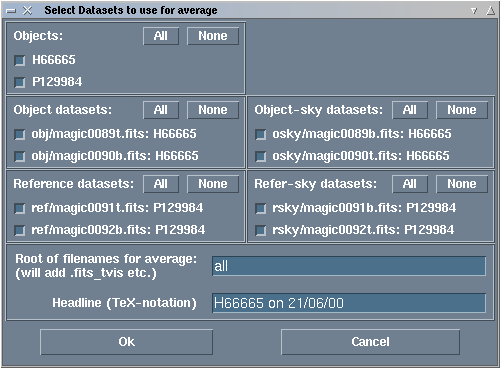 Select Datasets to use for average
Objects: All None
H66665
P129984
Object datasets: All None
obj/magic0089t.fits: H66665
obj/magic0090b.fits: H66665
Object-sky datasets: All None
osky/magic0089b.fits: H66665
osky/magic0090t.fits: H66665
Reference datasets: All None
ref/magic0091t.fits: P129984
ref/magic0092b.fits: P129984
Refer-sky datasets: All None
rsky/magic0091b.fits: P129984
rsky/magic0092t.fits: P129984
Root of filenames for average:
(will add .fits_tvis etc.)
all
Headline (TeX-notation) H66665 on 21/06/00
Ok Cancel